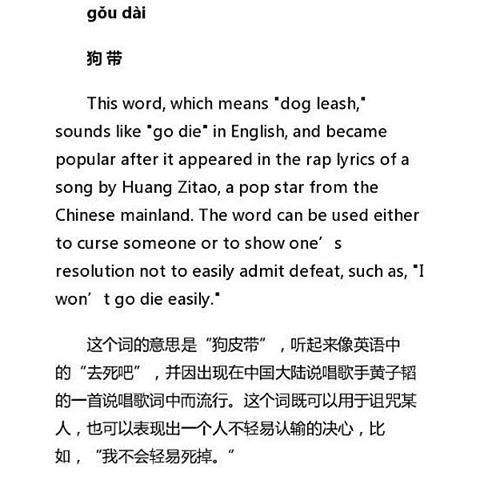 gǒu dài
狗 带
This word, which means "dog leash,"
sounds like "go die" in English, and became
popular after it appeared in the rap lyrics of a
song by Huang Zitao, a pop star from the
Chinese mainland. The word can be used either
to curse someone or to show one’s
resolution not to easily admit defeat, such as, "I
won’t go die easily."
这个词的意思是“狗皮带”，听起来像英语中
的“去死吧”，并因出现在中国大陆说唱歌手黄子韬
的一首说唱歌词中而流行。这个词既可以用于诅咒某
人，也可以表现出一个人不轻易认输的决心，比
如，“我不会轻易死掉。“